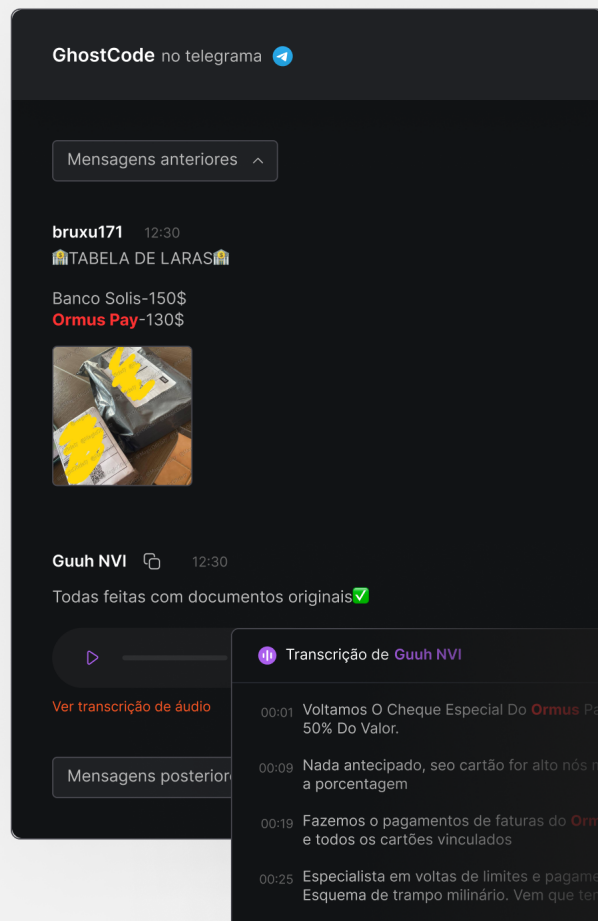 GhostCode no telegrama
Mensagens anteriores
bruxu171 12:30
🏦TABELA DE LARAS🏦
Banco Solis-150$
Ormus Pay-130$
Guuh NVI 12:30
Todas feitas com documentos originais✅
Ver transcrição de áudio
Mensagens posterior
Transcrição de Guuh NVI
00:01 Voltamos O Cheque Especial Do Ormus Pa
50% Do Valor.
00:09 Nada antecipado, seo cartão for alto nós
a porcentagem
00:19 Fazemos o pagamentos de faturas do Orm
e todos os cartões vinculados
00:25 Especialista em voltas de limites e pagame
Esquema de trampo milinário. Vem que te